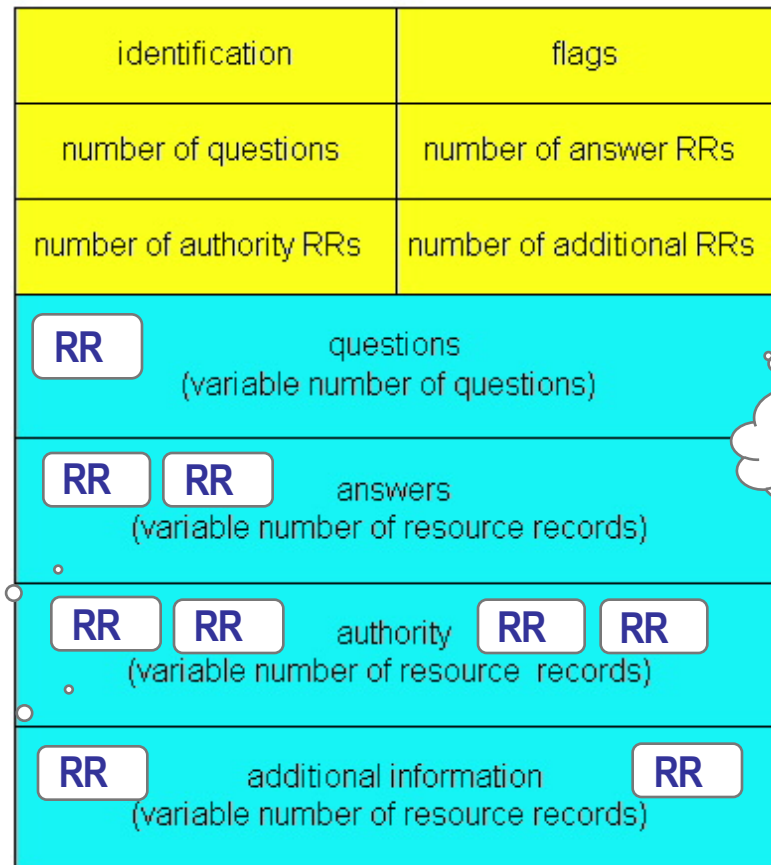 identification flags
number of questions number of answer RRs
number of authority RRs number of additional RRs
RR questions
(variable number of questions)
RR RR answers
(variable number of resource records)
RR RR authority RR RR
(variable number of resource records)
RR additional information RR
(variable number of resource records)